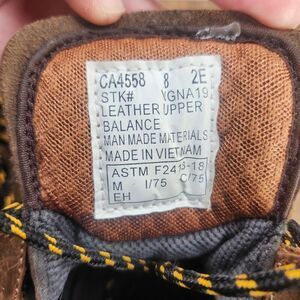 CA4558 8 2E
STK# XGNA19
LEATHER UPPER
BALANCE
MAN MADE MATERIALS
MADE IN VIETNAM
ASTM F2413-18
M I/75 C/75
EH